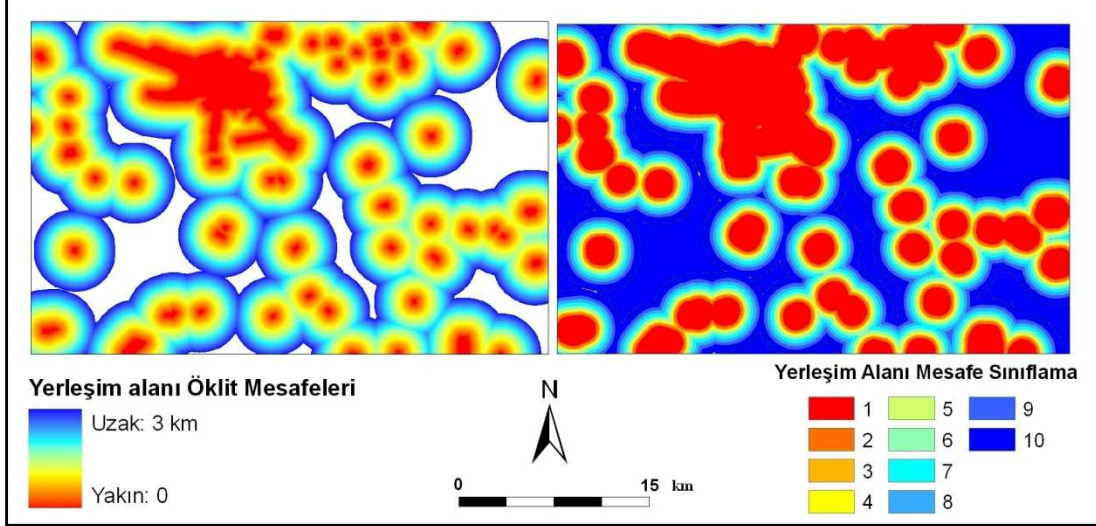 Yerleşim alanı Öklit Mesafeleri
Uzak: 3 km
Yakın: 0
N
0 15 km
Yerleşim Alanı Mesafe Sınıflama
1 5 9
2 6 10
3 7
4 8